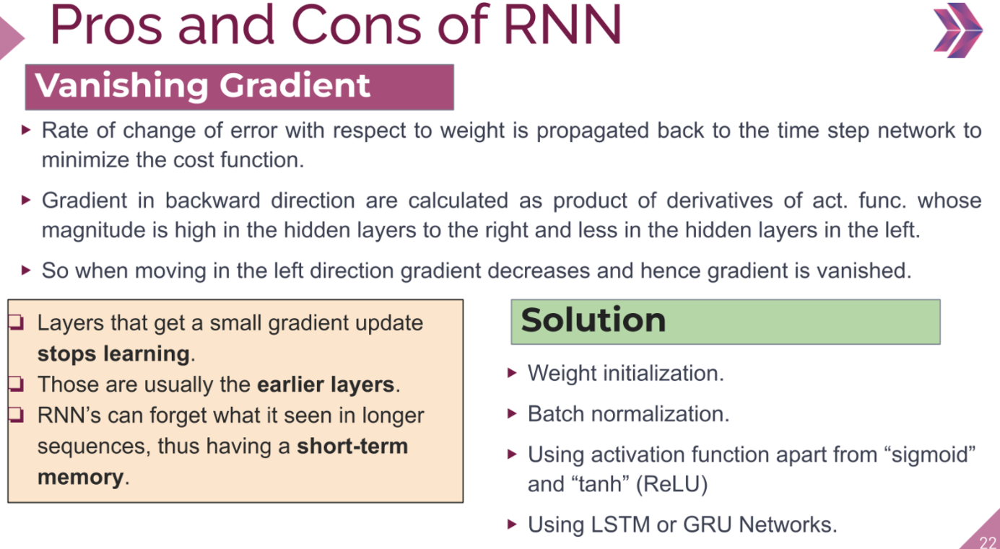 Pros and Cons of RNN
Vanishing Gradient
Rate of change of error with respect to weight is propagated back to the time step network to
minimize the cost function.
Gradient in backward direction are calculated as product of derivatives of act. func. whose
magnitude is high in the hidden layers to the right and less in the hidden layers in the left.
So when moving in the left direction gradient decreases and hence gradient is vanished.
Layers that get a small gradient update
stops learning.
Those are usually the earlier layers.
RNN's can forget what it seen in longer
sequences, thus having a short-term
memory.
Solution
Weight initialization.
Batch normalization.
Using activation function apart from “sigmoid”
and “tanh” (ReLU)
Using LSTM or GRU Networks.
22